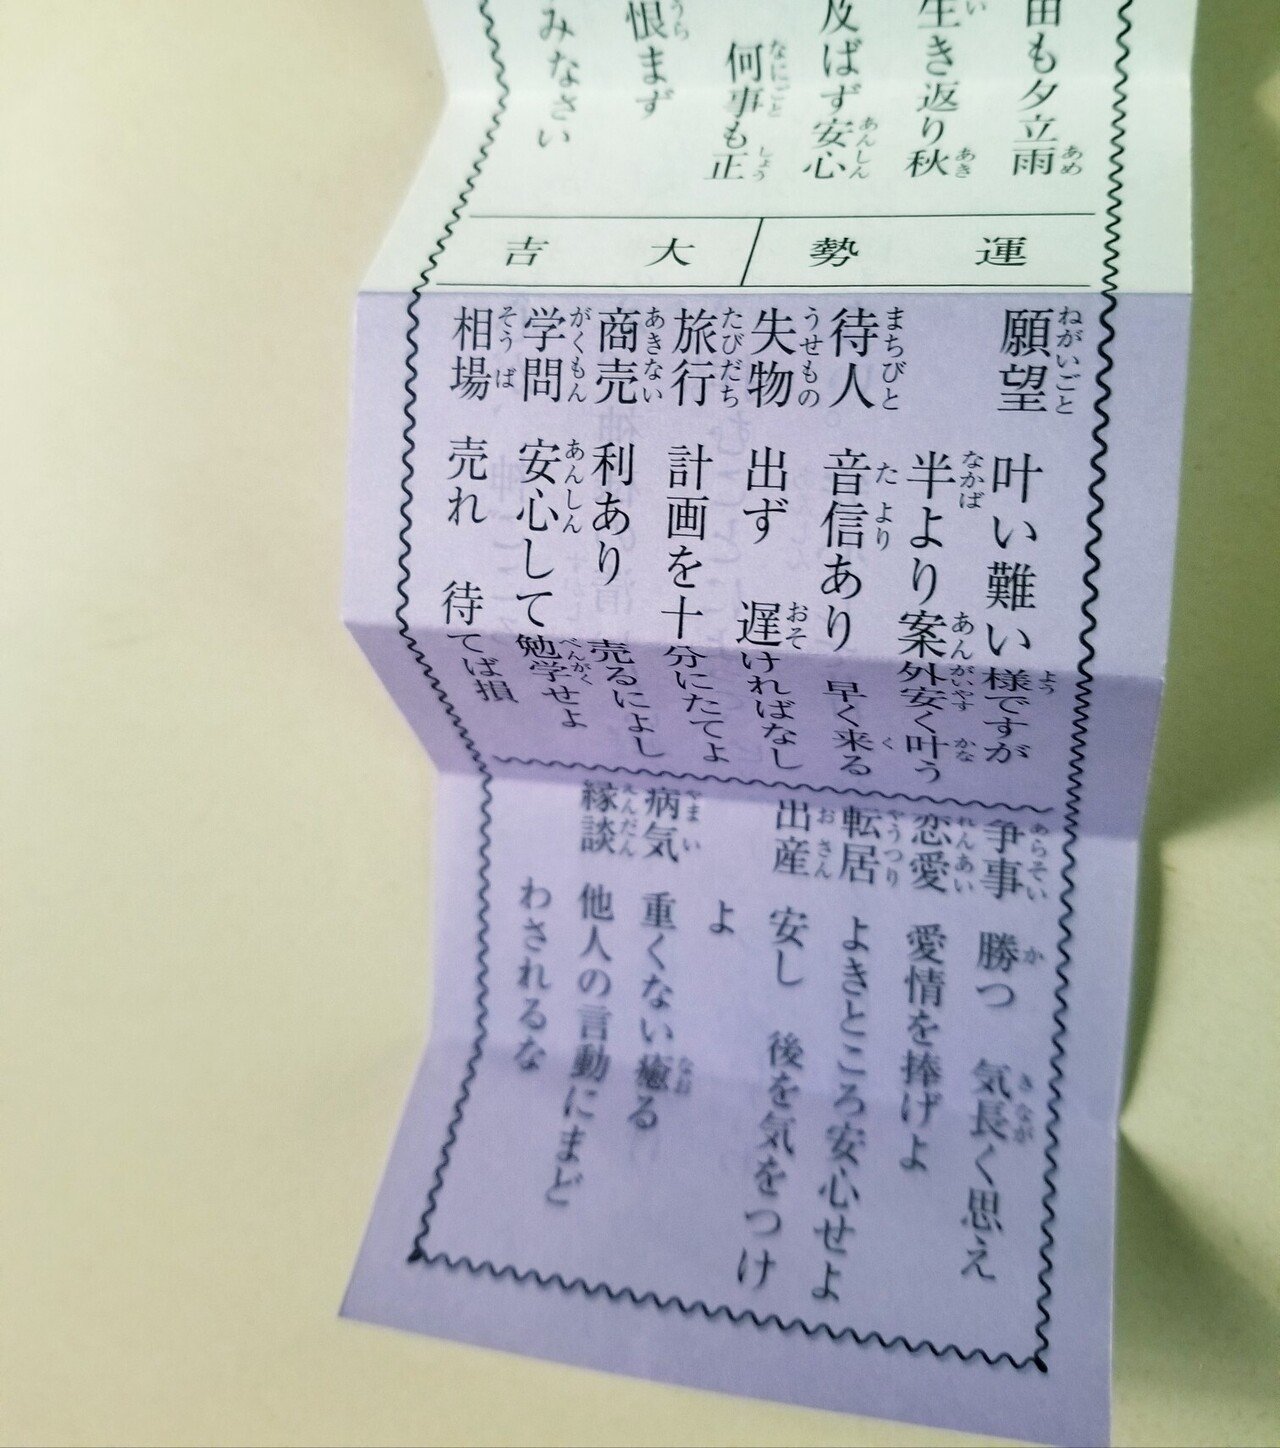 田も夕立雨
生き返り秋
及ばず安心
何事も正
恨まず
みなさい
運勢 大吉
願望 叶い難い様ですが
半より案外安く叶う
待人 音信あり 早く来る
失物 出ず 遅ければなし
旅行 計画を十分にたてよ
商売 利あり 売るによし
学問 安心して勉学せよ
相場 売れ 待てば損
争事 勝つ 気長く思え
恋愛 愛情を捧げよ
転居 よきところ安心せよ
出産 安し 後を気をつけ
よ
病気 重くない癒る
縁談 他人の言動にまど
わされるな